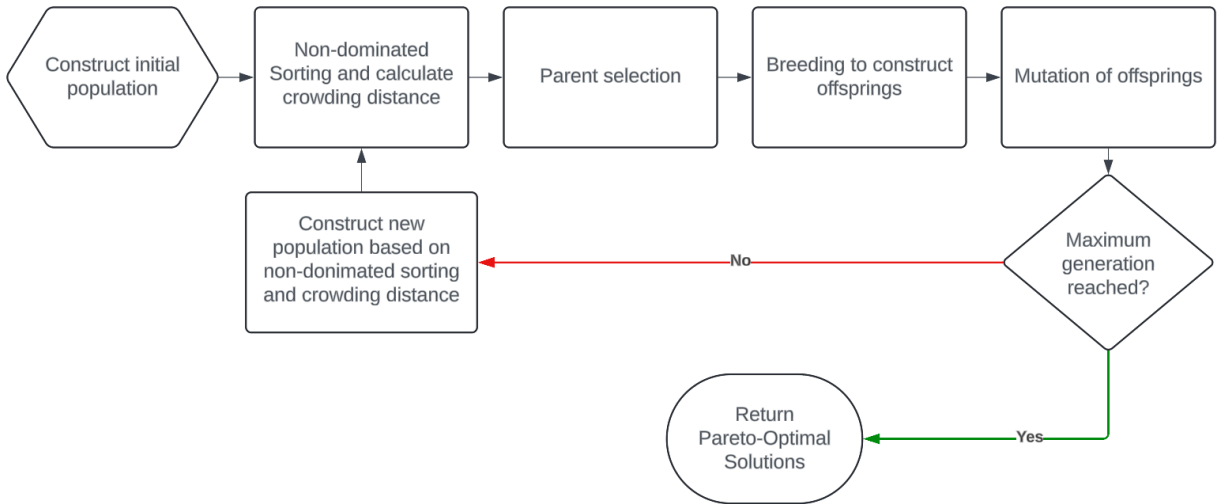 Construct initial
population
Non-dominated
Sorting and calculate
crowding distance
Parent selection
Breeding to construct
offsprings
Mutation of offsprings
Maximum
generation
reached?
No
Construct new
population based on
non-donimated sorting
and crowding distance
Yes
Return
Pareto-Optimal
Solutions